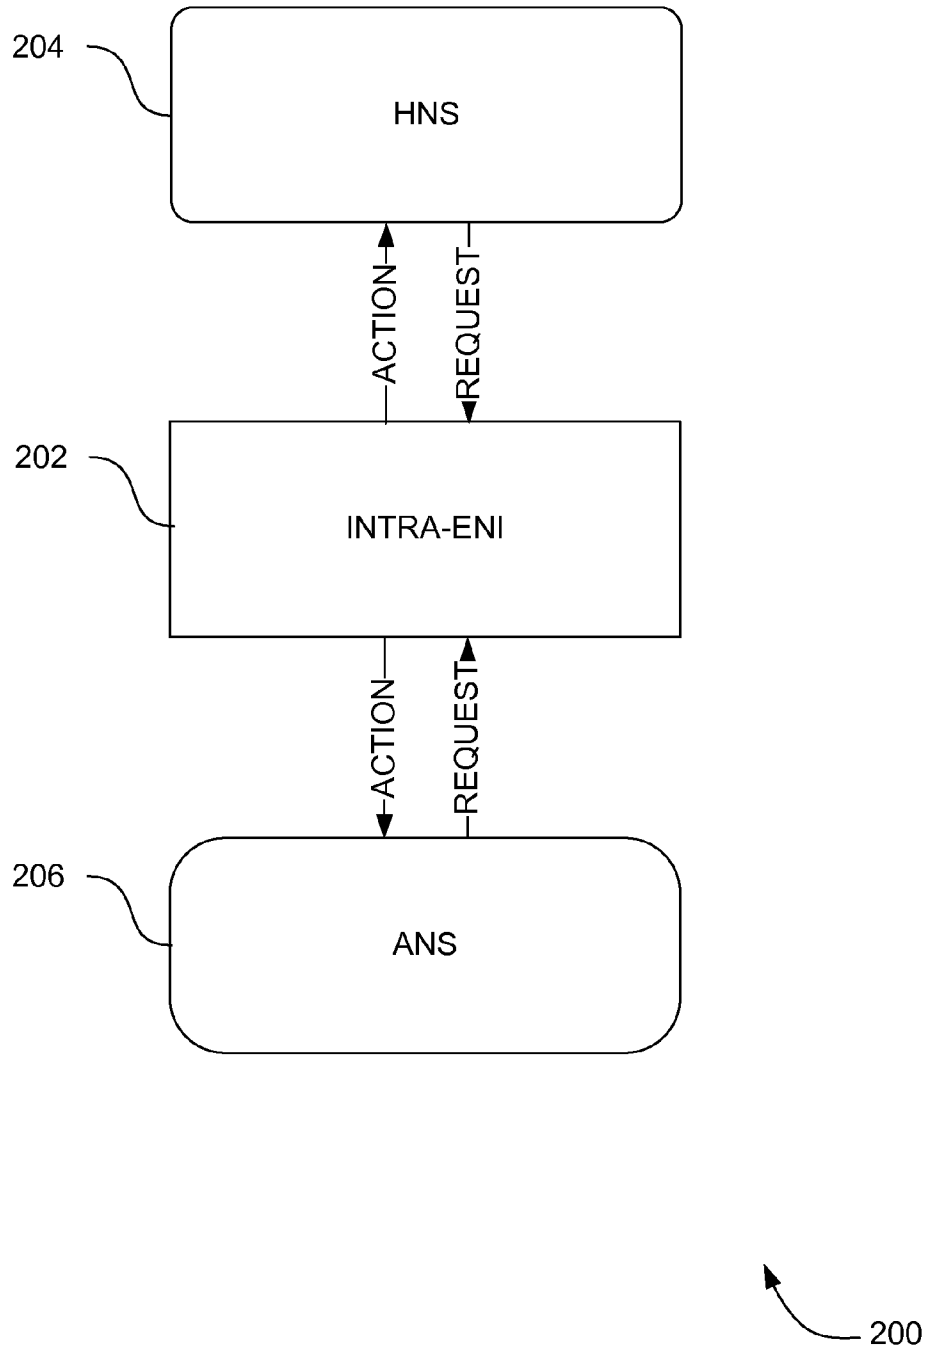 204
HNS
ACTION
REQUEST
202
INTRA-ENI
ACTION
REQUEST
206
ANS
200